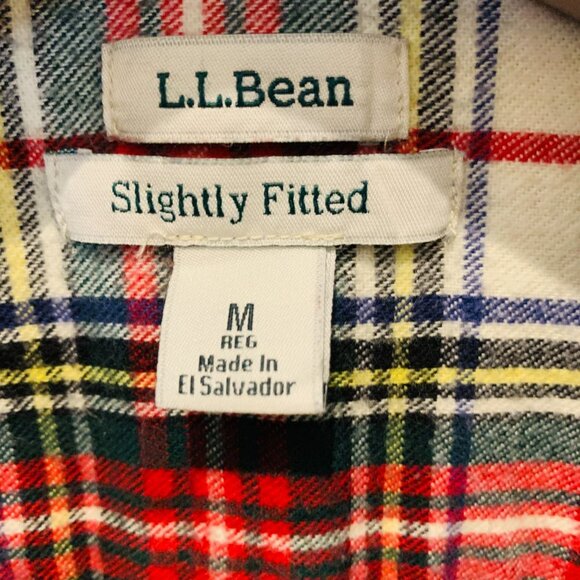 L.L.Bean
Slightly Fitted
M
REG
Made In
El Salvador